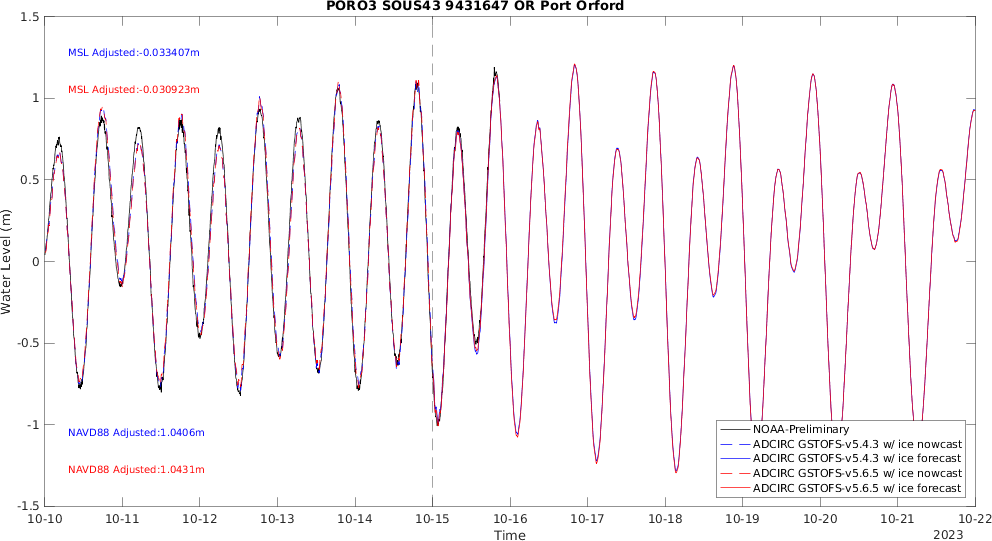 PORO3 SOUS43 9431647 OR Port Orford
Water Level (m)
1.5
1
0.5
0
-0.5
-1
-1.5
MSL Adjusted:-0.033407
MSL Adjusted:-0.030923
NAVD88 Adjusted:1.0406
NAVD88 Adjusted:1.0431
NOAA-Preliminary
ADCIRC GSTOFS-v5.4.3 w/ ice nowcast
ADCIRC GSTOFS-v5.4.3 w/ ice forecast
ADCIRC GSTOFS-v5.6.5 w/ ice nowcast
ADCIRC GSTOFS-v5.6.5 w/ ice forecast
10-10 10-11 10-12 10-13 10-14 10-15 10-16 10-17 10-18 10-19 10-20 10-21 10-22
Time
2023